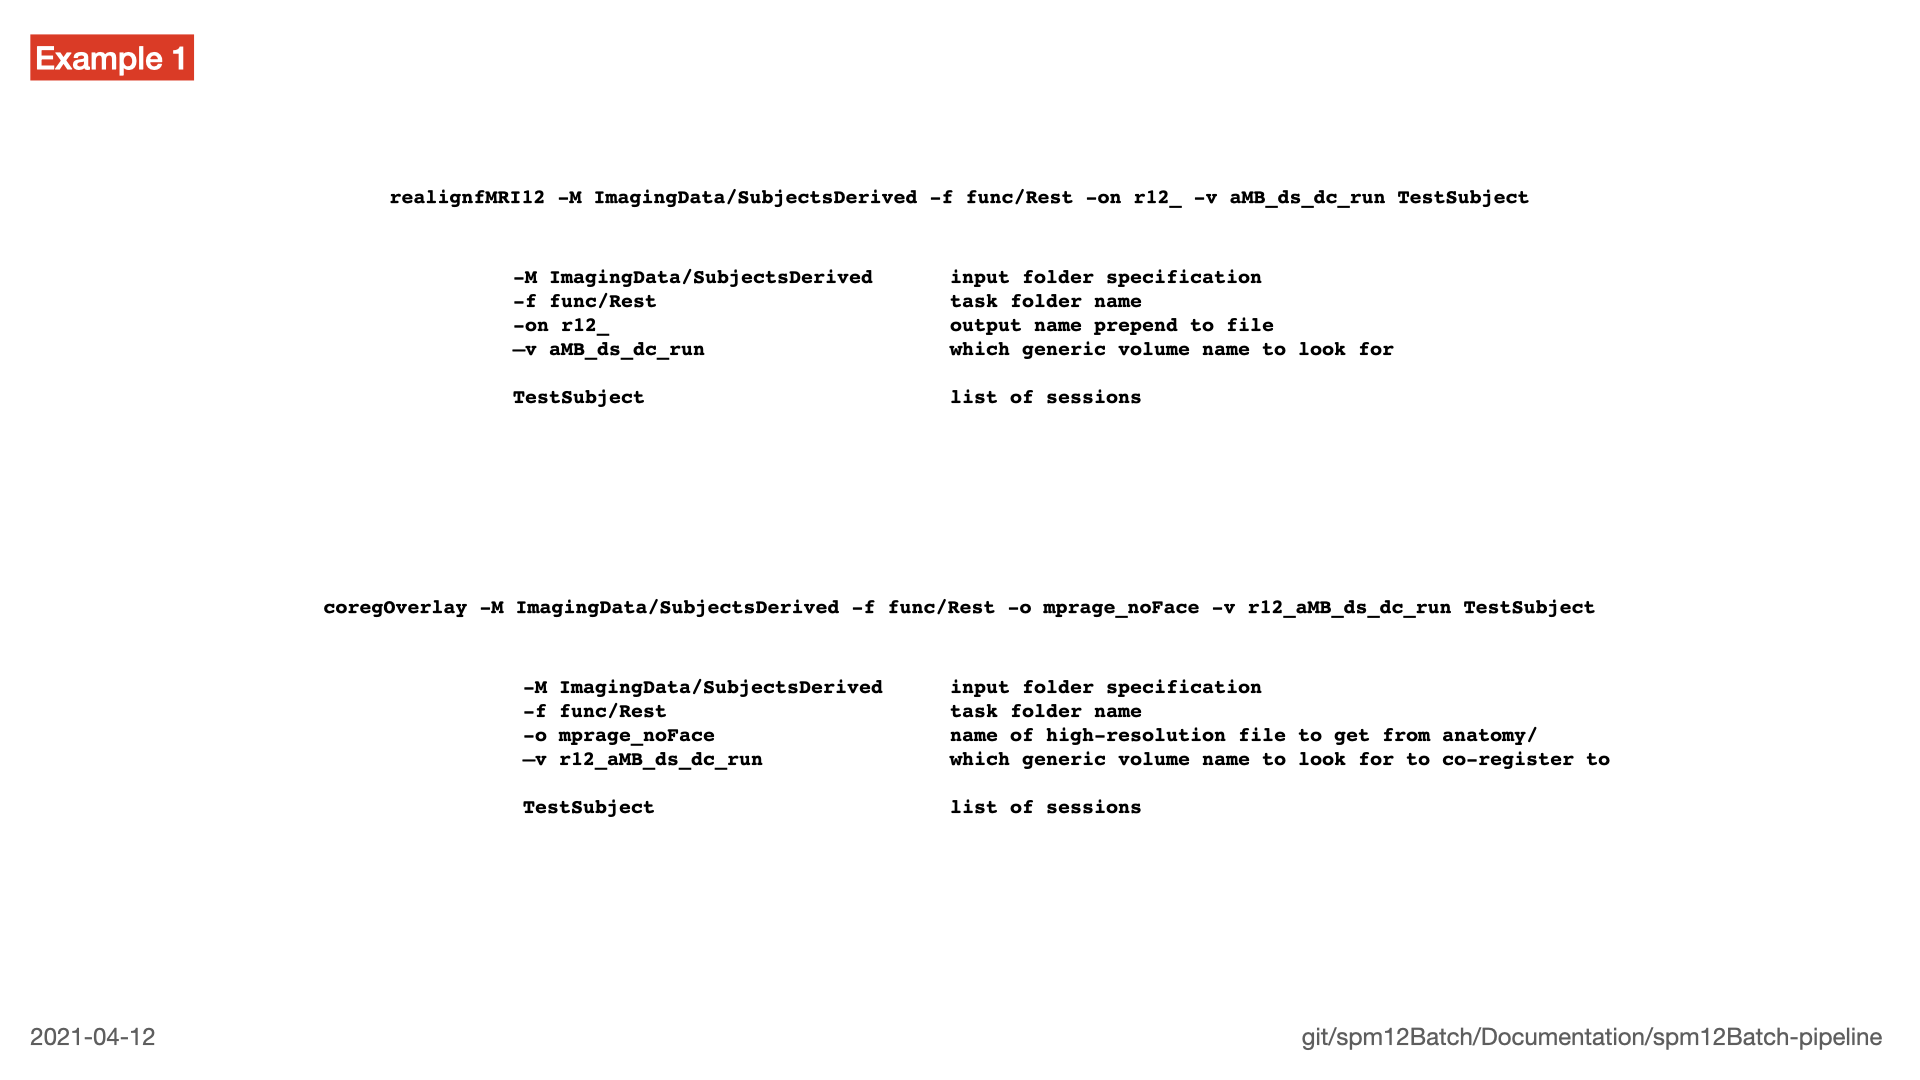 Example 1
realignfMRI12 -M ImagingData/SubjectsDerived -f func/Rest -on r12_ -v aMB_ds_dc_run TestSubject
-M ImagingData/SubjectsDerived input folder specification
-f func/Rest task folder name
-on r12_ output name prepend to file
—v aMB_ds_dc_run which generic volume name to look for
TestSubject list of sessions
coregOverlay -M ImagingData/SubjectsDerived -f func/Rest -o mprage_noFace -v r12_aMB_ds_dc_run TestSubject
-M ImagingData/SubjectsDerived input folder specification
-f func/Rest task folder name
-o mprage_noFace name of high-resolution file to get from anatomy/
—v r12_aMB_ds_dc_run which generic volume name to look for to co-register to
TestSubject list of sessions
2021-04-12 git/spm12Batch/Documentation/spm12Batch-pipeline